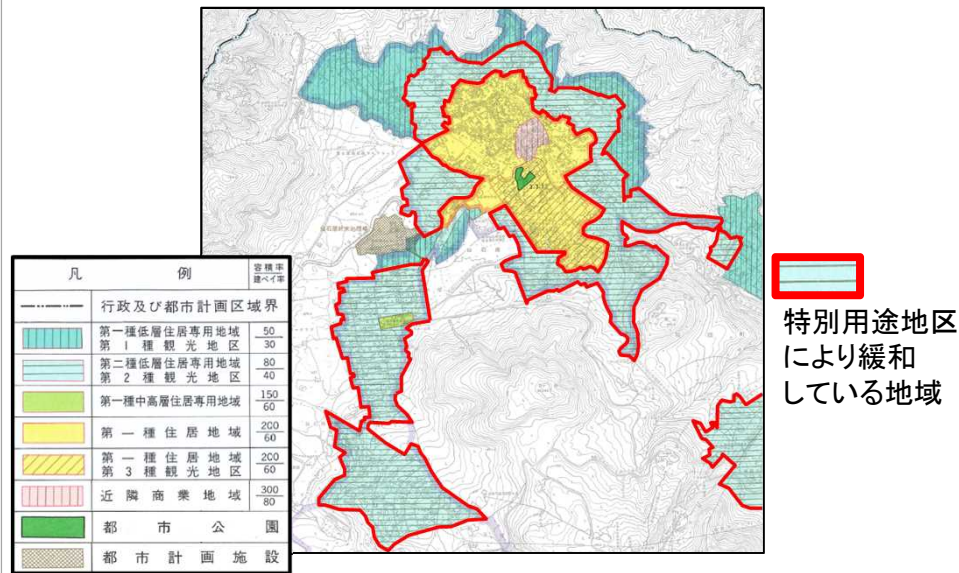 凡例
容積率
建ペイ率
行政及び都市計画区域界
第一種低層住居専用地域
第1種観光地区
50
30
第二種低層住居専用地域
第2種観光地区
80
40
第一種中高層住居専用地域
150
60
第一種住居地域
200
60
第一種住居地域
第3種観光地区
200
60
近隣商業地域
300
80
都市公園
都市計画施設
特別用途地区
により緩和
している地域